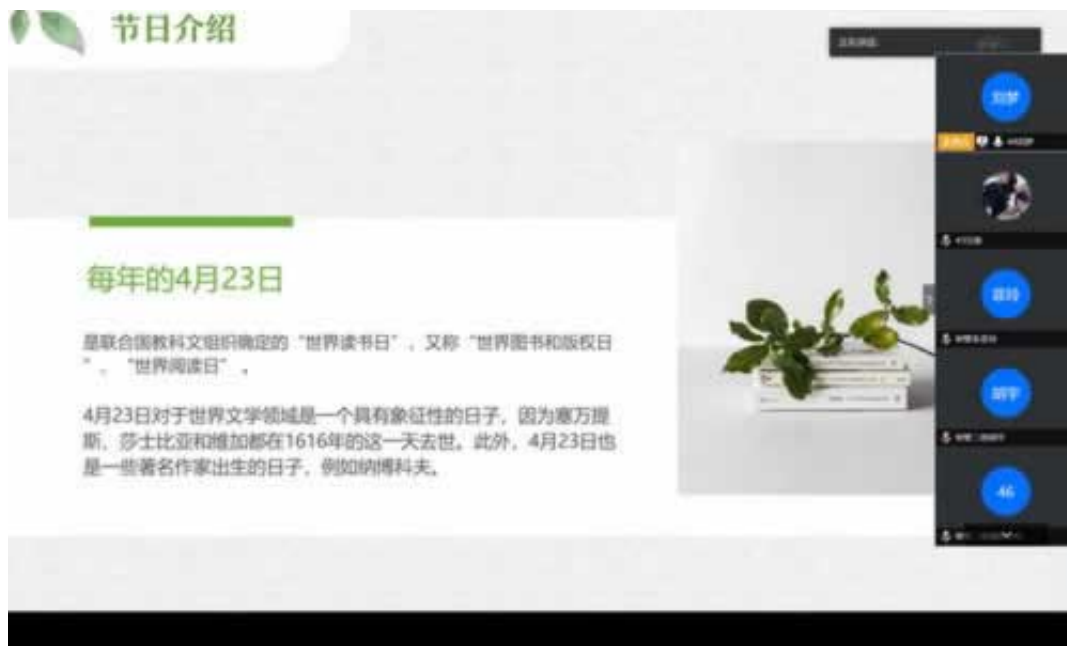 节日介绍
每年的4月23日
是联合国教科文组织确定的“世界读书日”，又称“世界图书和版权日
”、“世界阅读日”。
4月23日对于世界文学领域是一个具有象征性的日子，因为塞万提
斯、莎士比亚和维加都在1616年的这一天去世。此外，4月23日也
是一些著名作家出生的日子，例如纳博科夫。
刘梦
胡宇
46